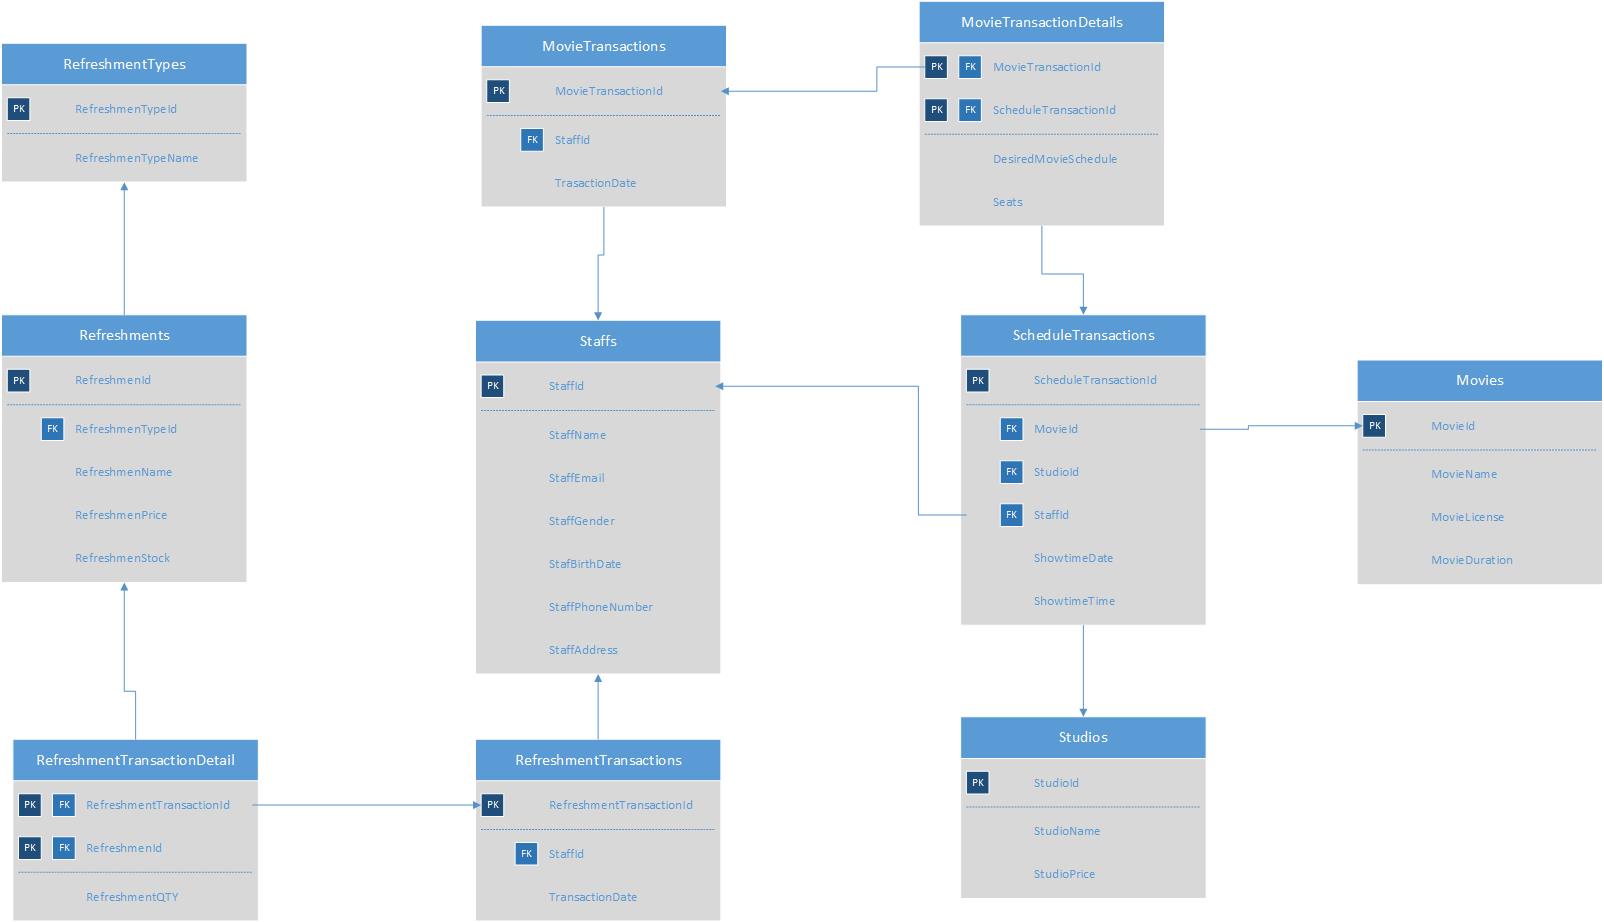 RefreshmentTypes
PK RefreshmenTypeId
RefreshmenTypeName
MovieTransactions
PK MovieTransactionId
FK StaffId
TrasactionDate
MovieTransactionDetails
PK FK MovieTransactionId
PK FK ScheduleTransactionId
DesiredMovieSchedule
Seats
Refreshments
PK RefreshmenId
FK RefreshmenTypeId
RefreshmenName
RefreshmenPrice
RefreshmenStock
Staffs
PK StaffId
StaffName
StaffEmail
StaffGender
StafBirthDate
StaffPhoneNumber
StaffAddress
ScheduleTransactions
PK ScheduleTransactionId
FK MovieId
FK StudioId
FK StaffId
ShowtimeDate
ShowtimeTime
Movies
PK MovieId
MovieName
MovieLicense
MovieDuration
RefreshmentTransactionDetail
PK FK RefreshmentTransactionId
PK FK RefreshmenId
RefreshmentQTY
RefreshmentTransactions
PK RefreshmentTransactionId
FK StaffId
TransactionDate
Studios
PK StudioId
StudioName
StudioPrice